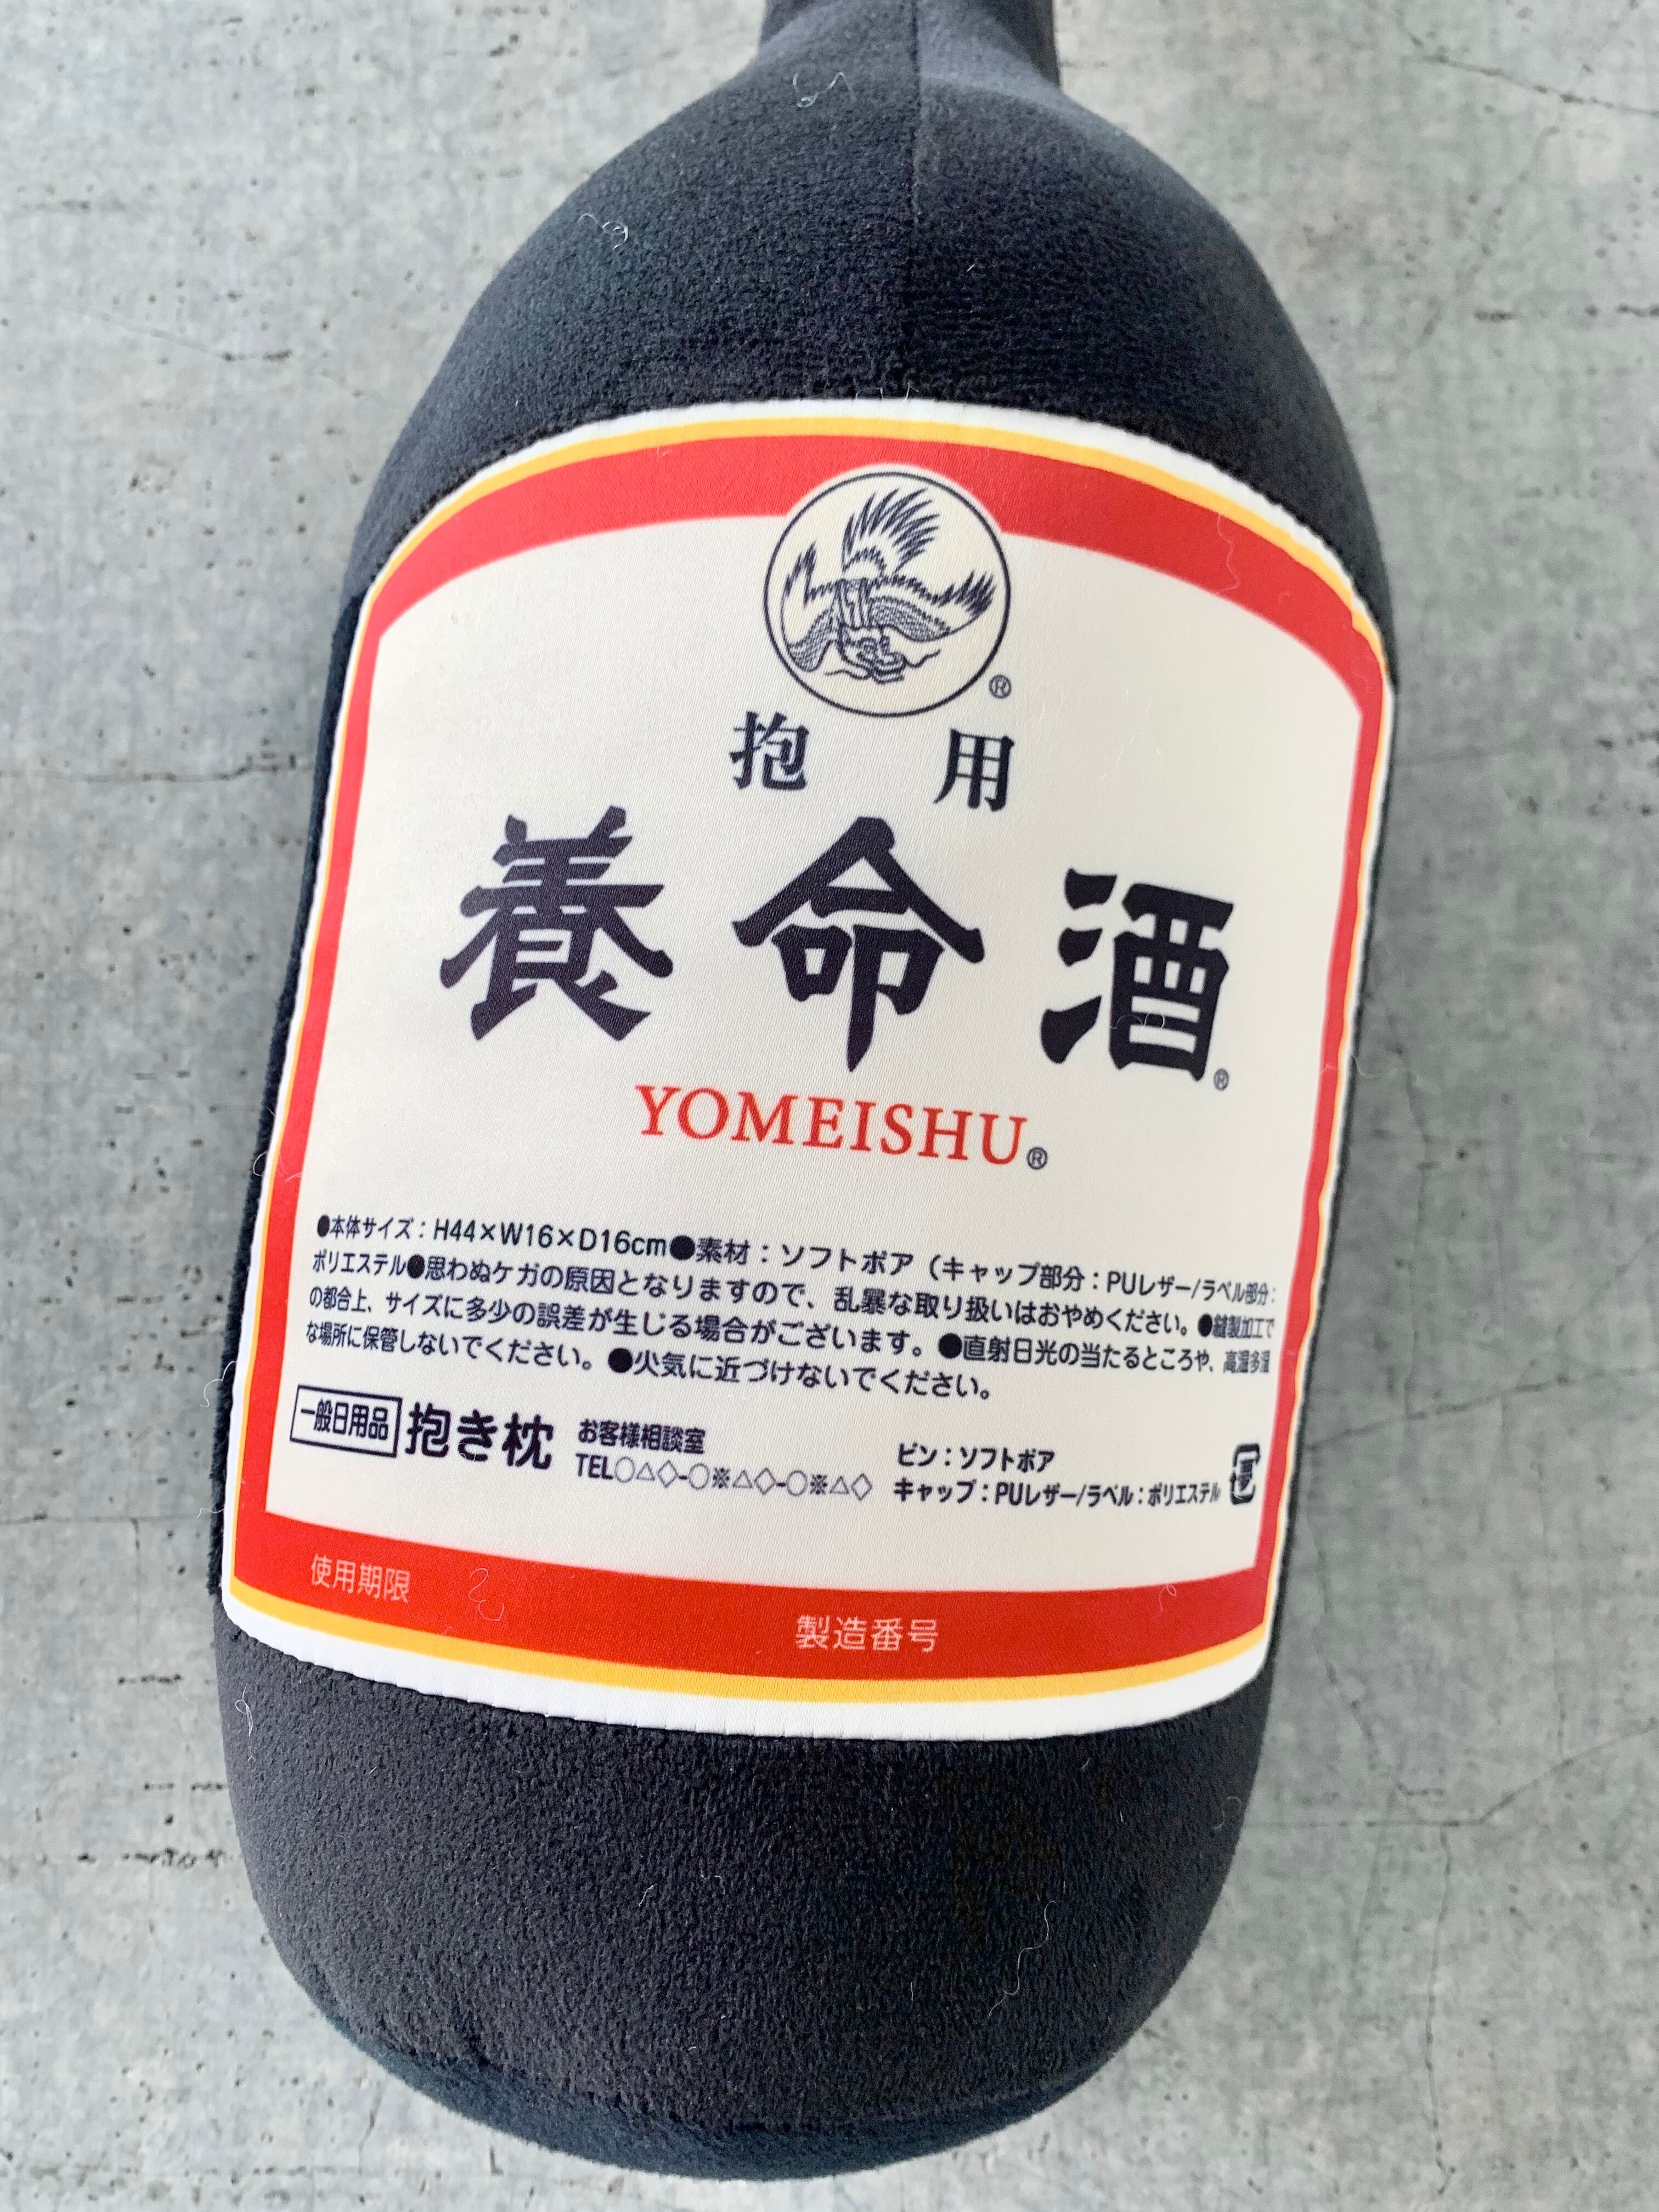 ®
抱用
養命酒®
YOMEISHU®
●本体サイズ：H44×W16×D16cm●素材：ソフトボア（キャップ部分：PUレザー/ラベル部分：
ポリエステル●思わぬケガの原因となりますので、乱暴な取り扱いはおやめください。●縫製加工で
の都合上、サイズに多少の誤差が生じる場合がございます。●直射日光の当たるところや、高温多湿
な場所に保管しないでください。●火気に近づけないでください。
一般日用品 抱き枕
お客様相談室
TEL○△◇-○※△◇-○※△◇
ビン：ソフトボア
キャップ：PUレザー/ラベル：ポリエステル
使用期限
製造番号